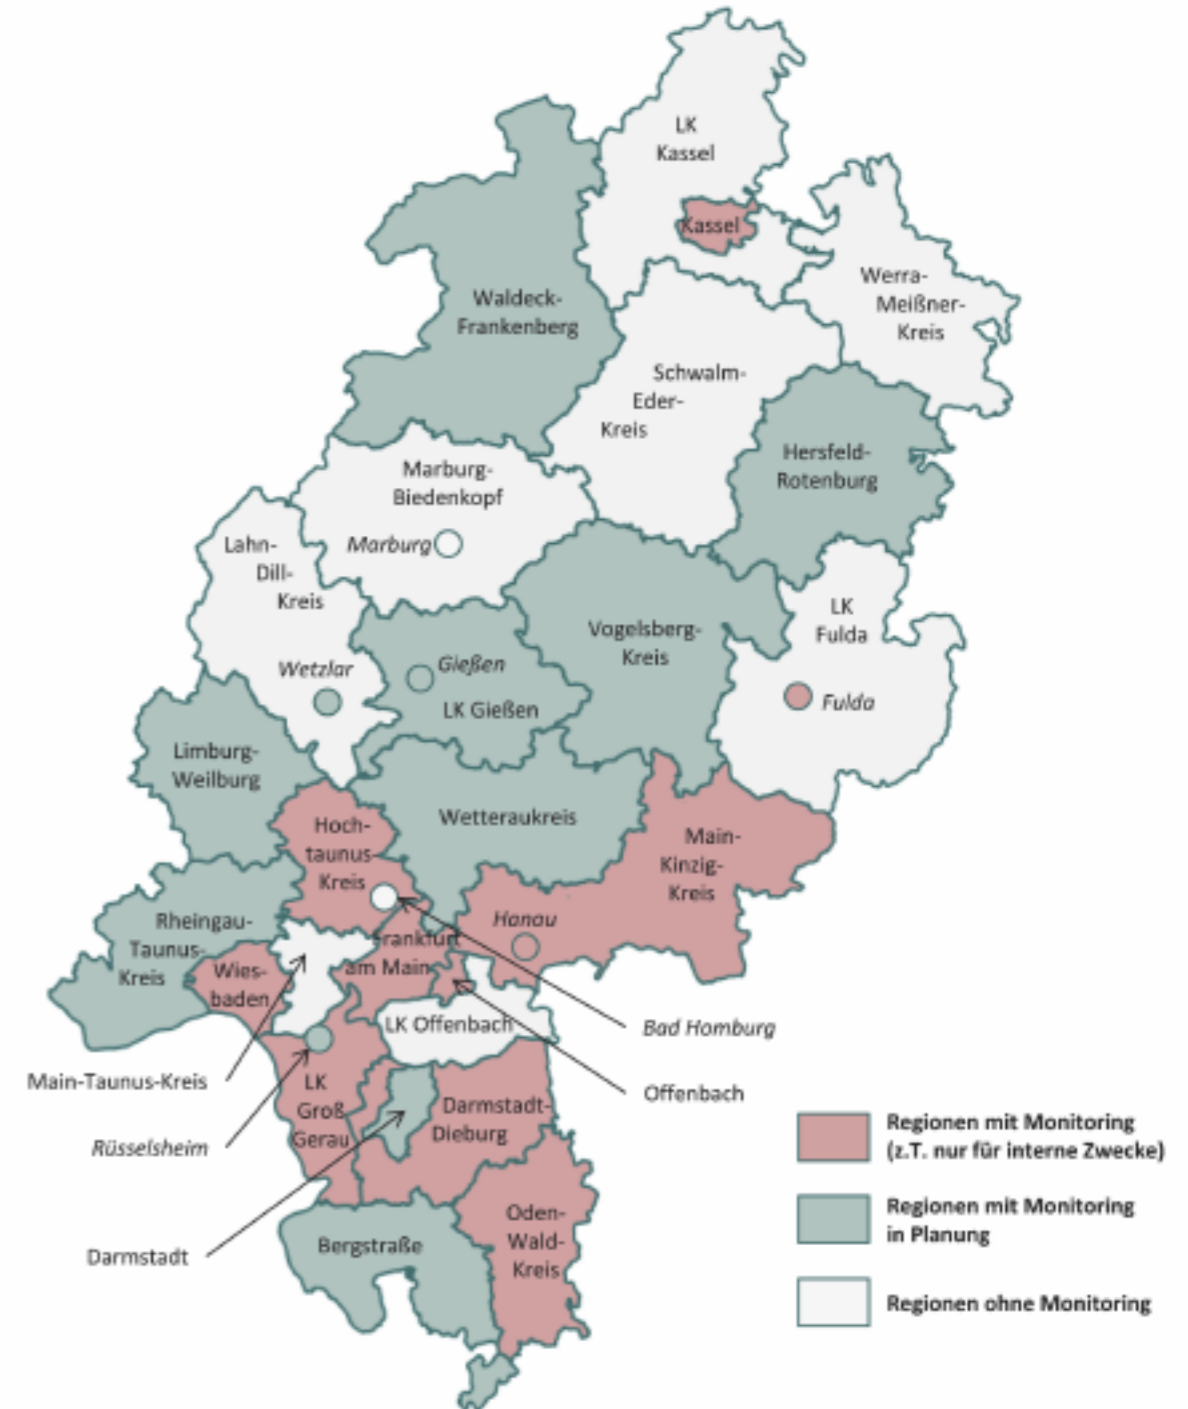 LK
Kassel
Kassel
Werra-
Meißner-
Kreis
Waldeck-
Frankenberg
Schwalm-
Eder-
Kreis
Hersfeld-
Rotenburg
Marburg-
Biedenkopf
Marburg
Lahn-
Dill-
Kreis
LK
Fulda
Vogelsberg-
Kreis
Wetzlar
Gießen
LK Gießen
Fulda
Limburg-
Weilburg
Wetteraukreis
Hoch-
taunus-
Kreis
Main-
Kinzig-
Kreis
Hanau
Rheingau-
Taunus-
Kreis
Frankfurt
am Main
Wies-
baden
LK Offenbach
Bad Homburg
Main-Taunus-Kreis
Offenbach
LK
Groß
Gerau
Darmstadt-
Dieburg
Rüsselsheim
Oden-
Wald-
Kreis
Bergstraße
Darmstadt
Regionen mit Monitoring
(z.T. nur für interne Zwecke)
Regionen mit Monitoring
in Planung
Regionen ohne Monitoring